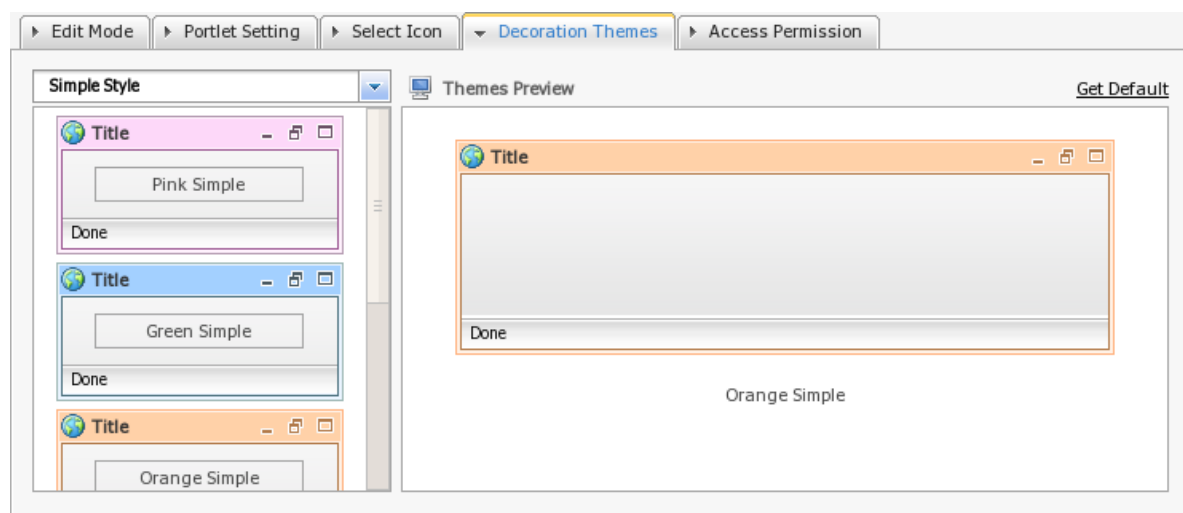 Edit Mode Portlet Setting Select Icon Decoration Themes Access Permission
Simple Style
Themes Preview
Get Default
Title
Pink Simple
Done
Title
Green Simple
Done
Title
Orange Simple
Title
Done
Orange Simple